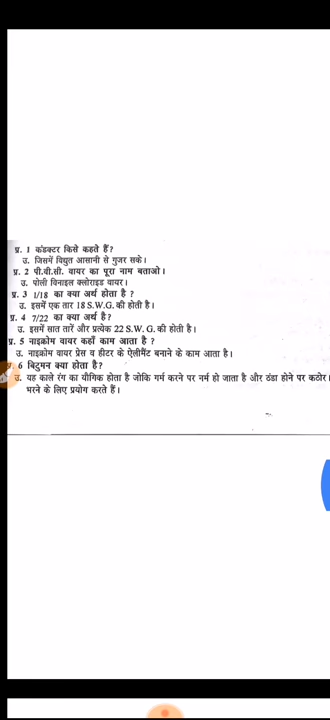 प्र. 1 कंडक्टर किसे कहते हैं?
उ. जिसमें विधुत आसानी से गुजर सके।
प्र. 2 पी.वी.सी. वायर का पूरा नाम बताओ।
उ. पोली विनाइल क्लोराइड वायर।
प्र. 3 1/18 का क्या अर्थ होता है ?
उ. इसमें एक तार 18 S.W.G. की होती है।
प्र. 4 7/22 का क्या अर्थ है?
उ. इसमें सात तारें और प्रत्येक 22 S.W. G. की होती है।
प्र. 5 नाइक्रोम वायर कहाँ काम आता है ?
उ. नाइक्रोम वायर प्रेस व हीटर के ऐलीमैंट बनाने के काम आता है।
प्र. 6 बिटुमन क्या होता है?
उ. यह काले रंग का यौगिक होता है जोकि गर्म करने पर नर्म हो जाता है और ठंडा होने पर कठोर।
भरने के लिए प्रयोग करते हैं।